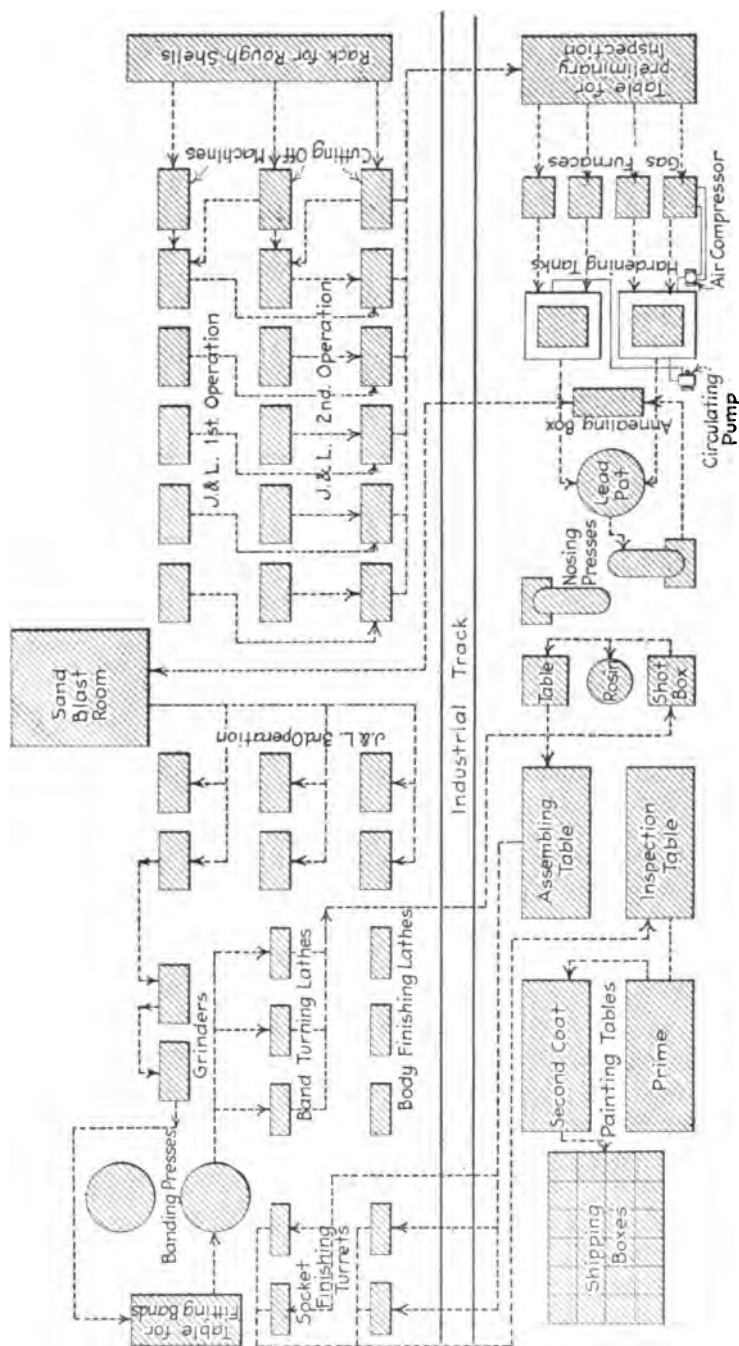 Rack for Rough Shells
Cutting Off Machines
J.& L. 1st. Operation
J.& L. 2nd. Operation
Sand
Blast
Room
J.& L. 3rd Operation
Grinders
Banding Presses
Band Turning Lathes
Body Finishing Lathes
Table for
Fitting Bands
Socket
Finishing
Turrets
Industrial Track
Table for
preliminary
Inspection
Gas Furnaces
Hardening Tanks
Air Compressor
Circulating
Pump
Annealing
Box
Lead
Pot
Nosing
Presses
Table
Rosin
Shot
Box
Assembling
Table
Inspection
Table
Second Coat
Painting Tables
Prime
Shipping
Boxes